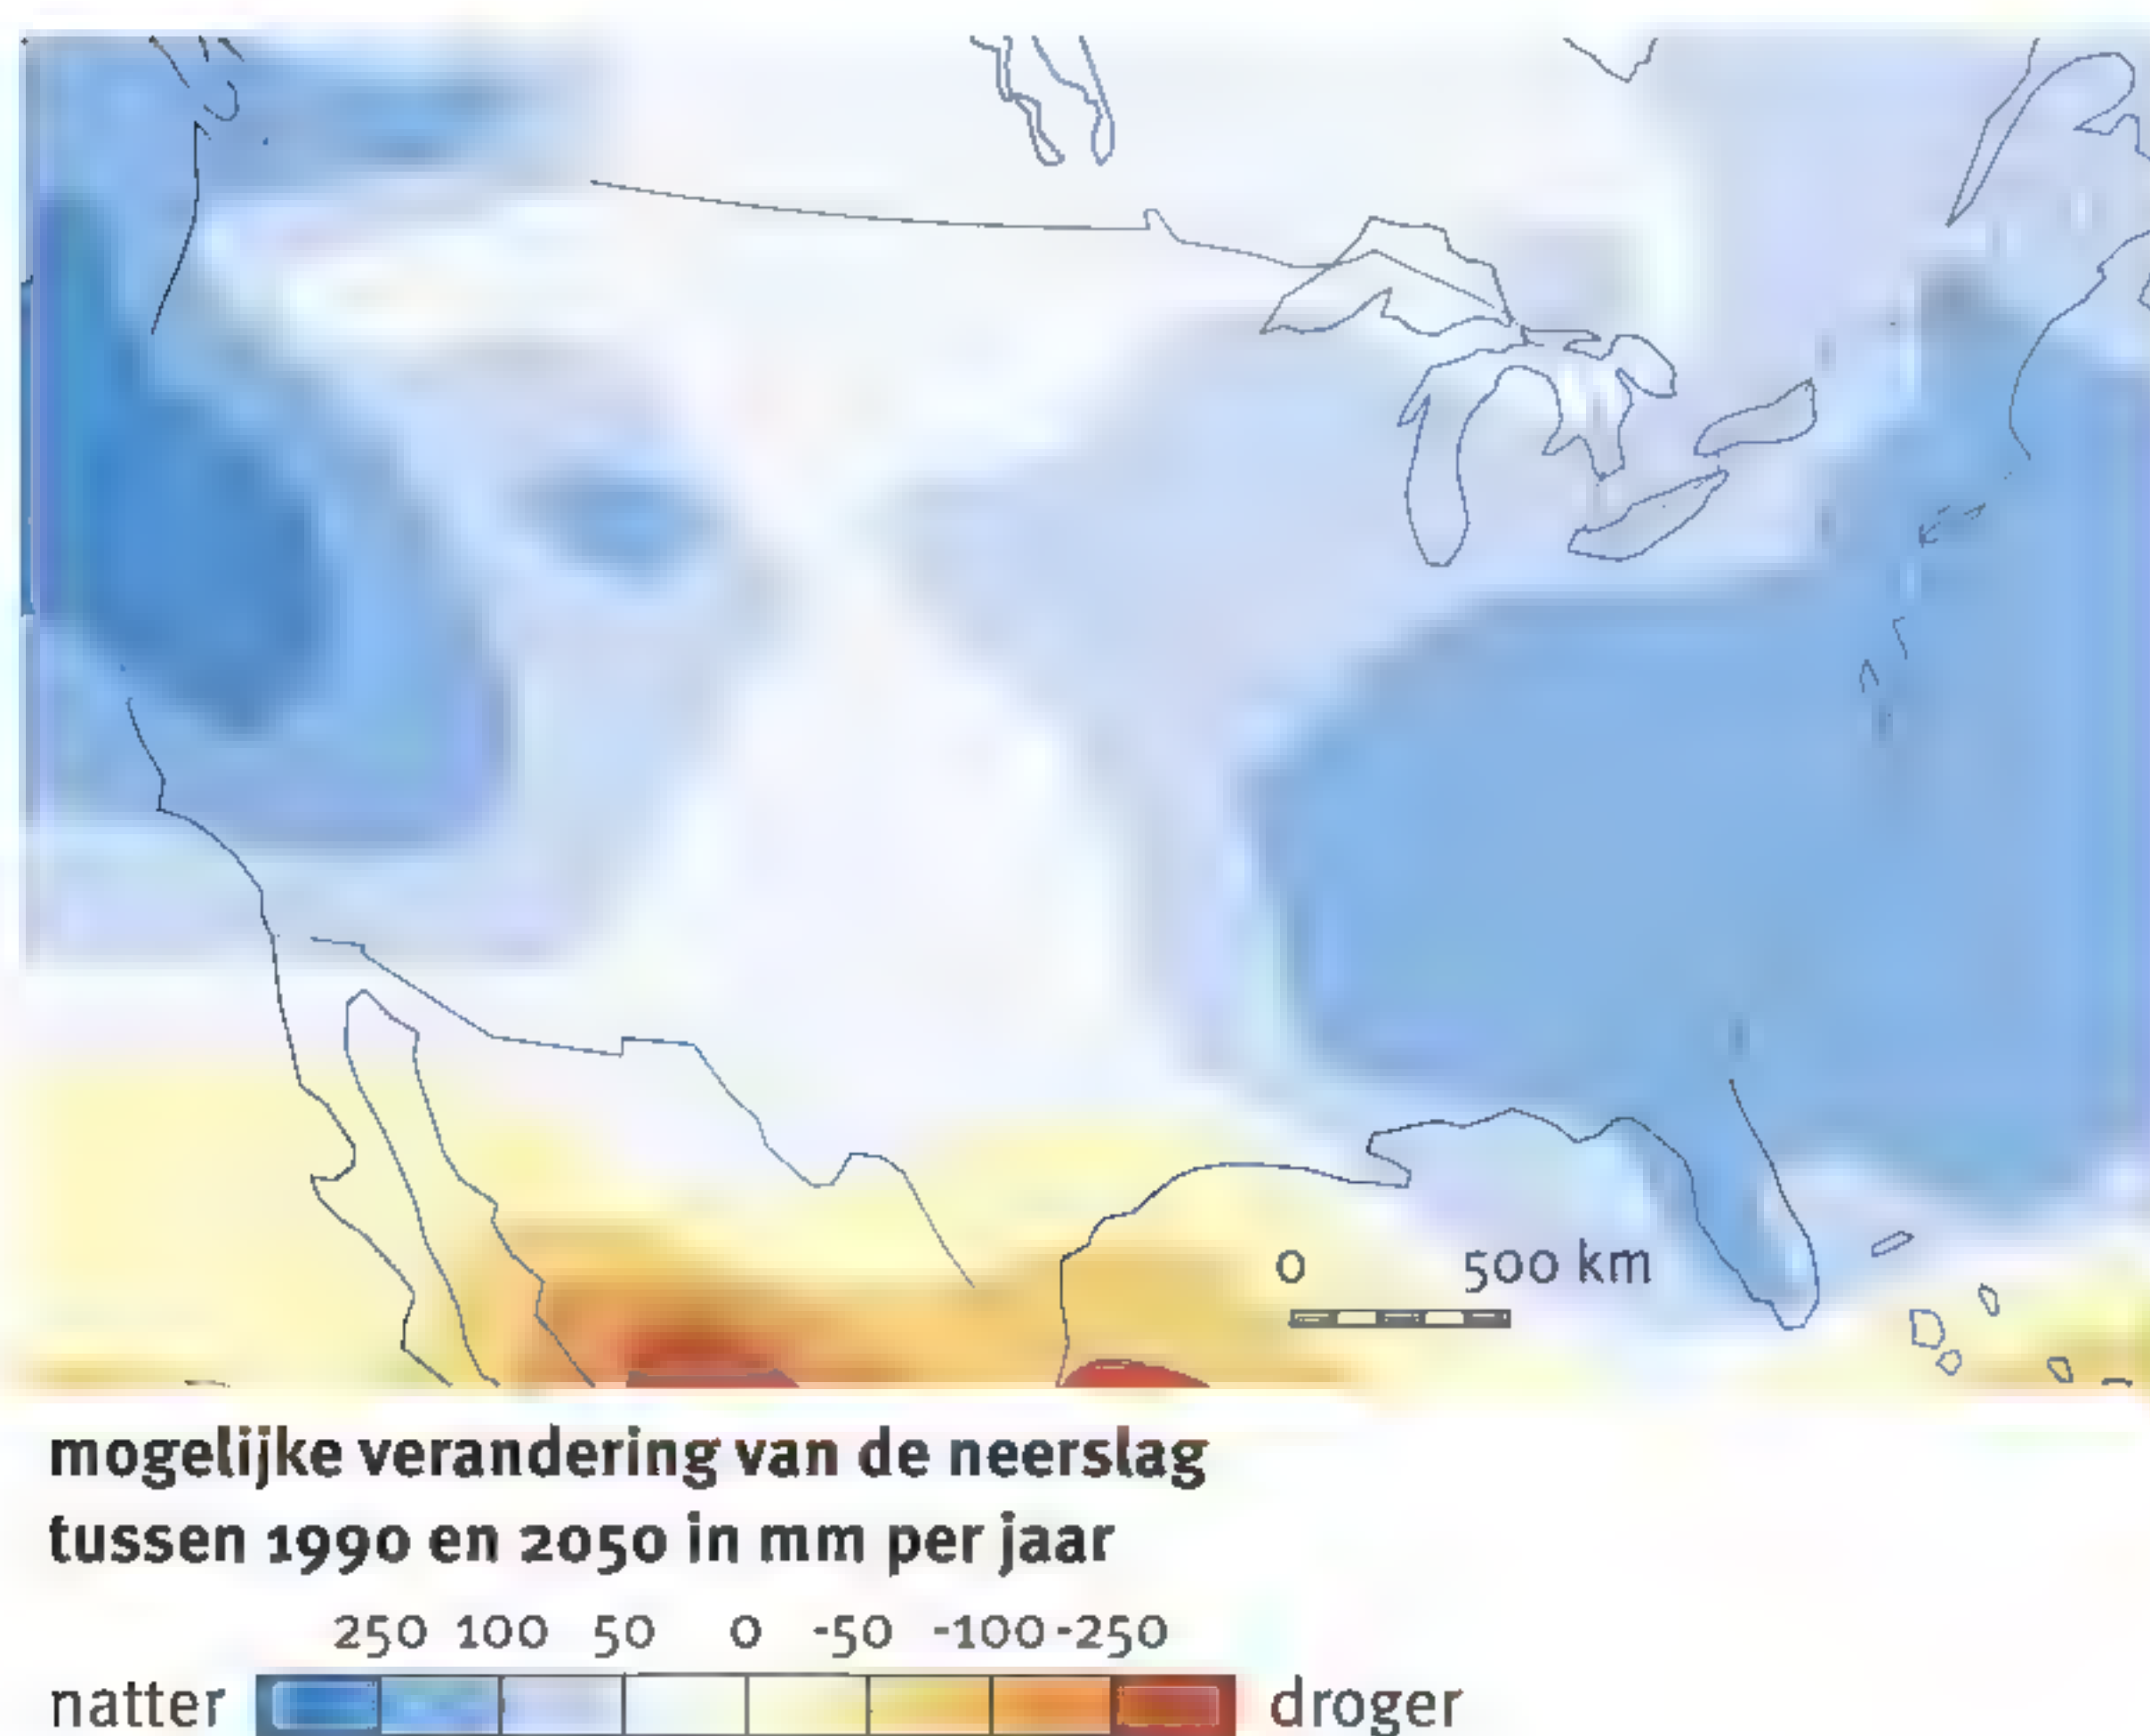 0 500 km
mogelijke verandering van de neerslag
tussen 1990 en 2050 in mm per jaar
250 100 50 0 -50 -100 -250
natter droger